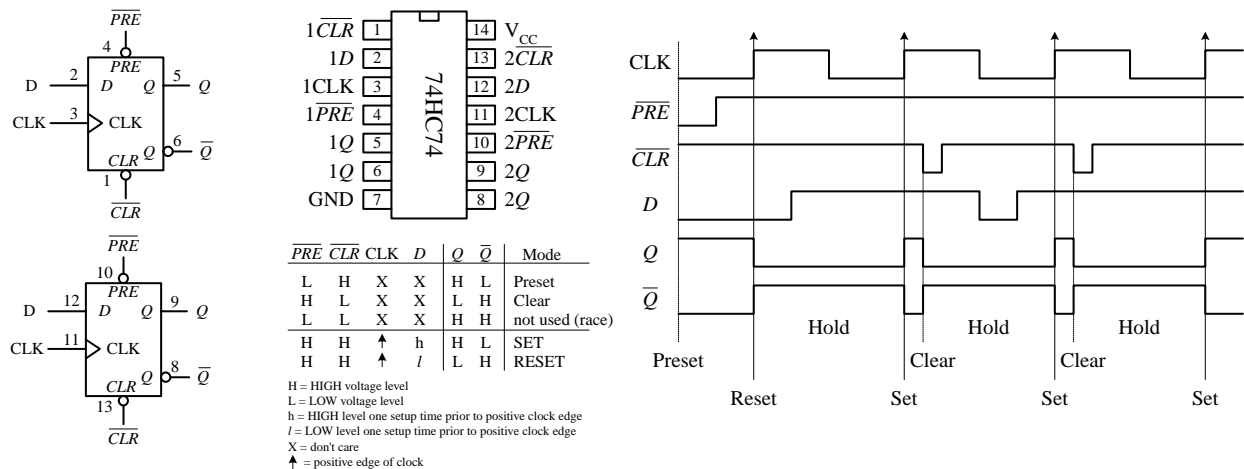 PRE
4
PRE
D 2 D Q 5 Q
CLK 3 CLK
Q 6 Q
CLR
1
CLR
PRE
10
PRE
D 12 D Q 9 Q
CLK 11 CLK
Q 8 Q
CLR
13
CLR
1CLR 1 14 VCC
1D 2 13 2CLR
1CLK 3 12 2D
1PRE 4 11 2CLK
1Q 5 10 2PRE
1Q 6 9 2Q
GND 7 8 2Q
74HC74
PRE CLR CLK D Q Q Mode
L H X X H L Preset
H L X X L H Clear
L L X X H H not used (race)
H H ↑ h H L SET
H H ↑ l L H RESET
H = HIGH voltage level
L = LOW voltage level
h = HIGH level one setup time prior to positive clock edge
l = LOW level one setup time prior to positive clock edge
X = don't care
↑ = positive edge of clock
CLK
PRE
CLR
D
Q
Q
Hold Hold Hold
Preset Clear Clear
Reset Set Set Set